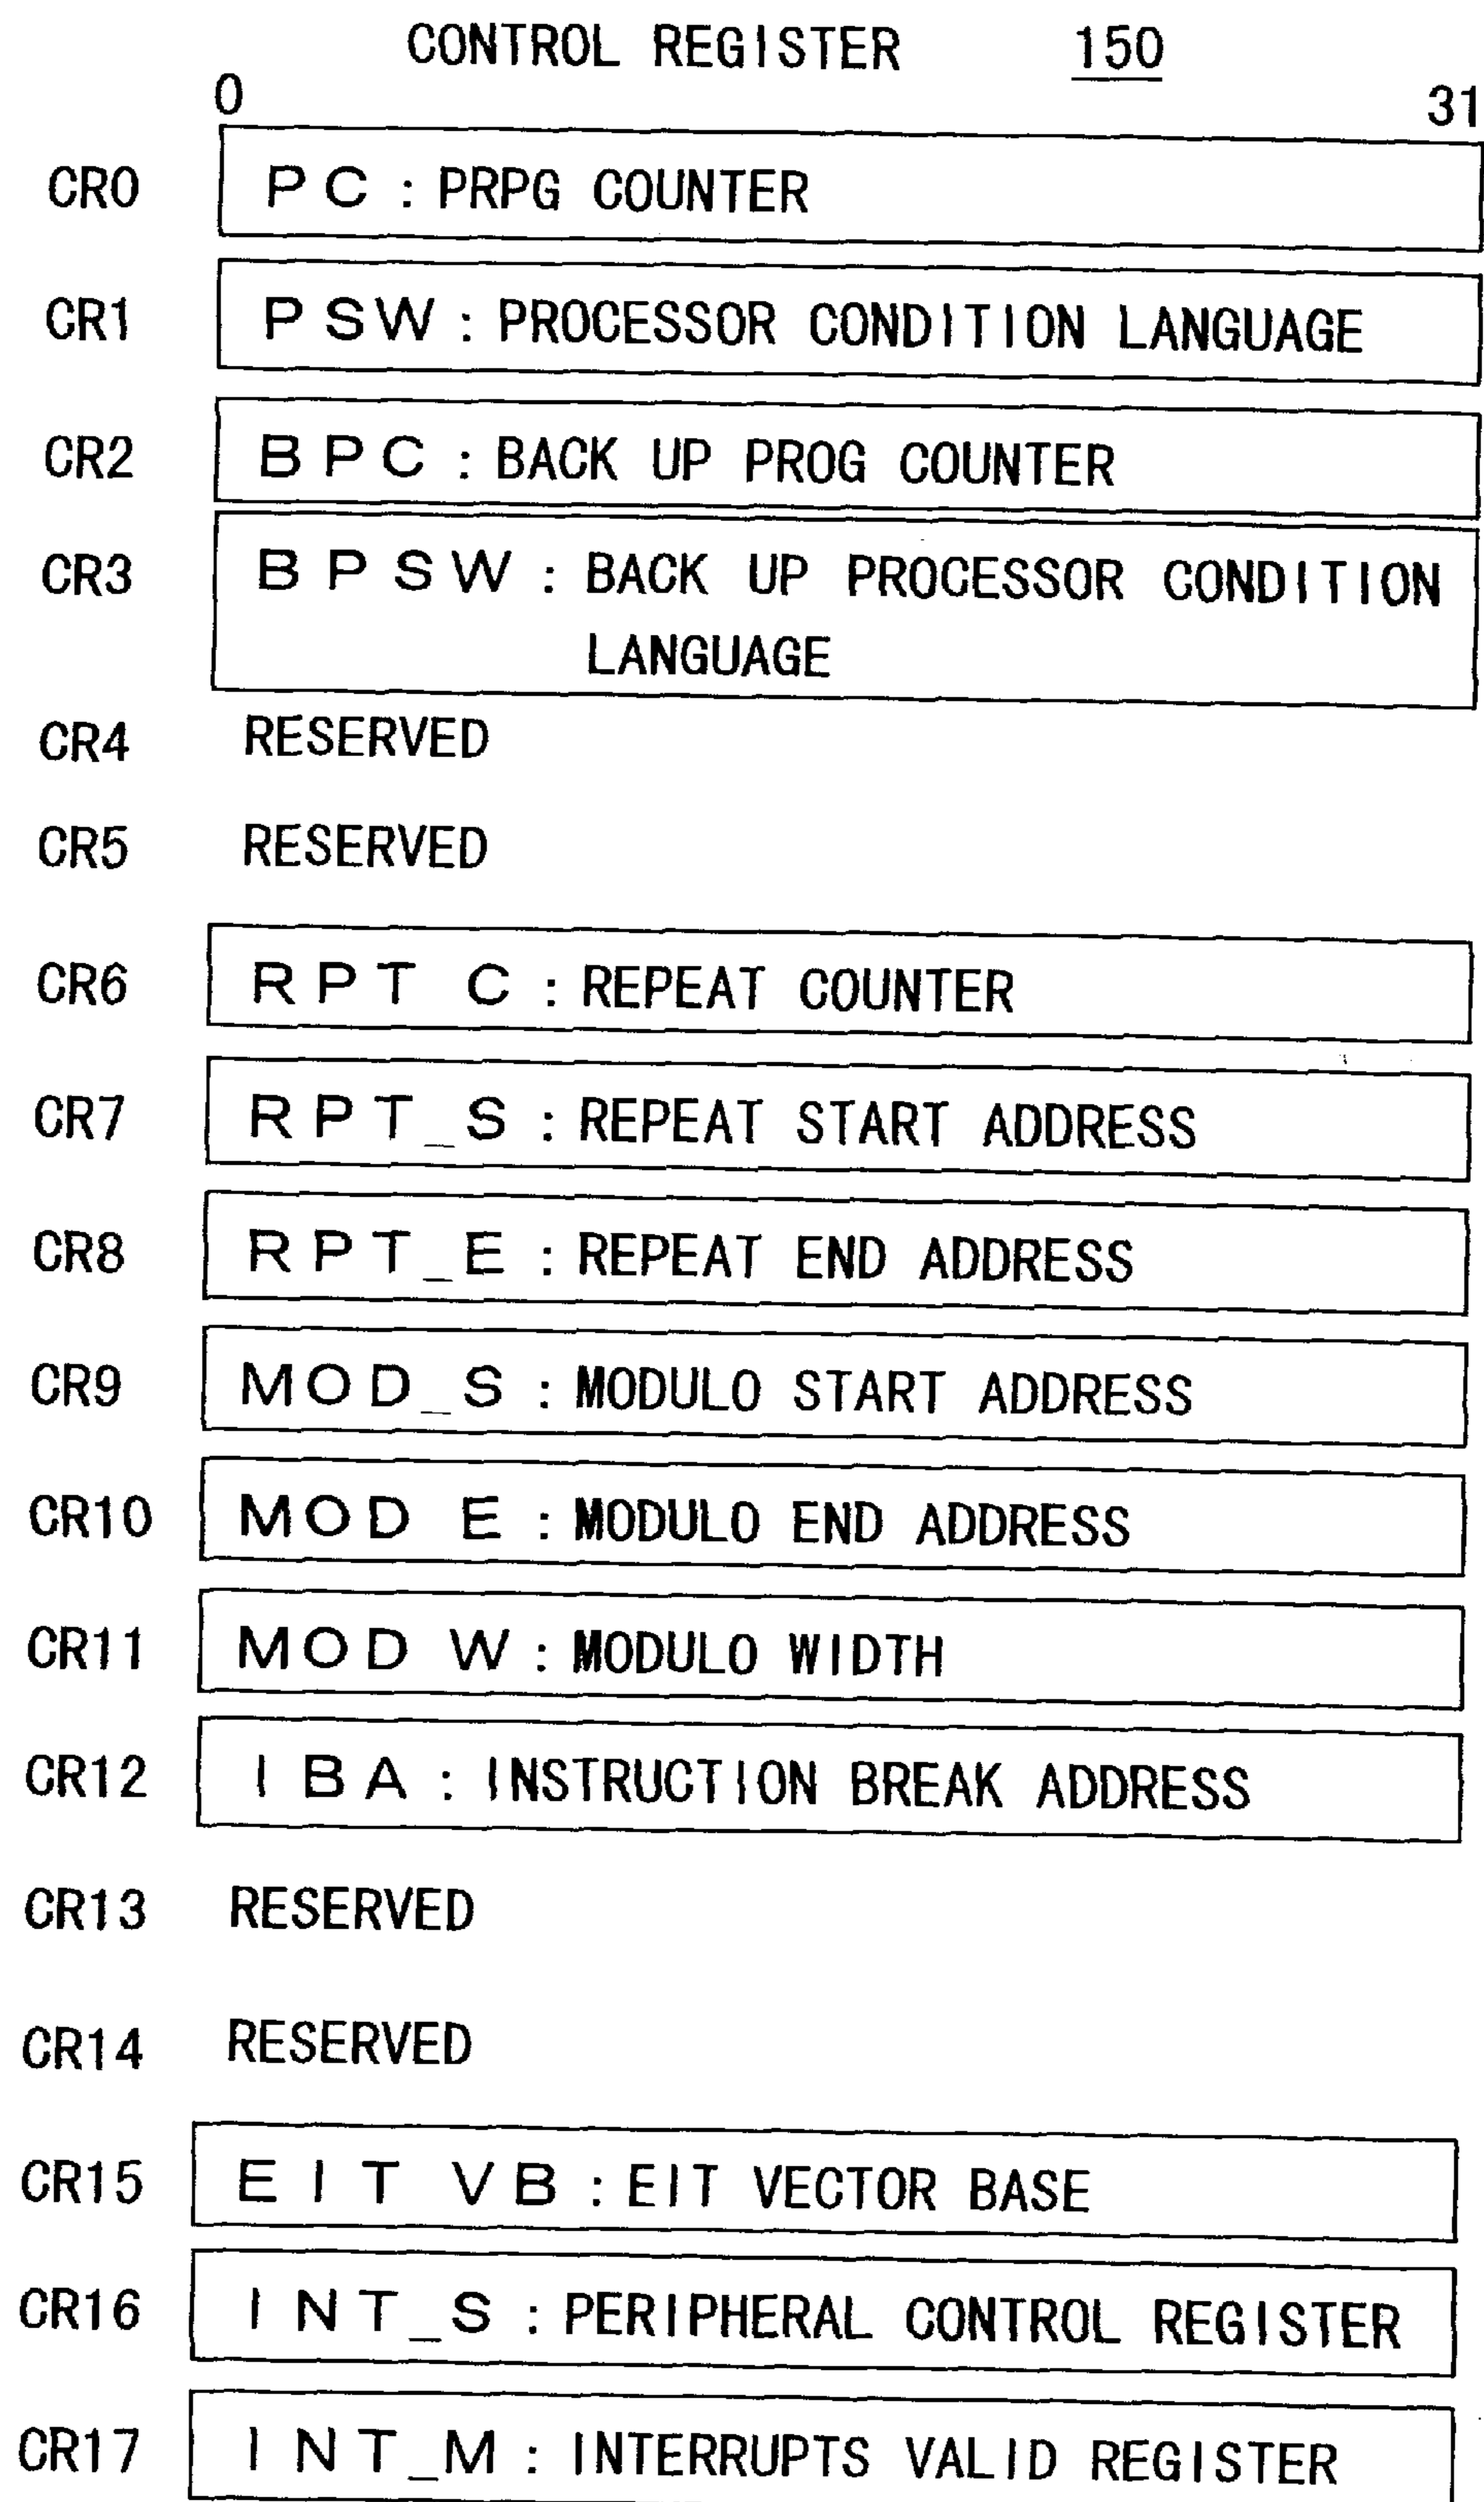 CONTROL REGISTER 150
0 31
CR0 PC : PRPG COUNTER
CR1 PSW : PROCESSOR CONDITION LANGUAGE
CR2 BPC : BACK UP PROG COUNTER
CR3 BPSW : BACK UP PROCESSOR CONDITION
LANGUAGE
CR4 RESERVED
CR5 RESERVED
CR6 RPT C : REPEAT COUNTER
CR7 RPT_S : REPEAT START ADDRESS
CR8 RPT_E : REPEAT END ADDRESS
CR9 MOD_S : MODULO START ADDRESS
CR10 MOD E : MODULO END ADDRESS
CR11 MOD W : MODULO WIDTH
CR12 IBA : INSTRUCTION BREAK ADDRESS
CR13 RESERVED
CR14 RESERVED
CR15 EIT VB : EIT VECTOR BASE
CR16 INT_S : PERIPHERAL CONTROL REGISTER
CR17 INT_M : INTERRUPTS VALID REGISTER